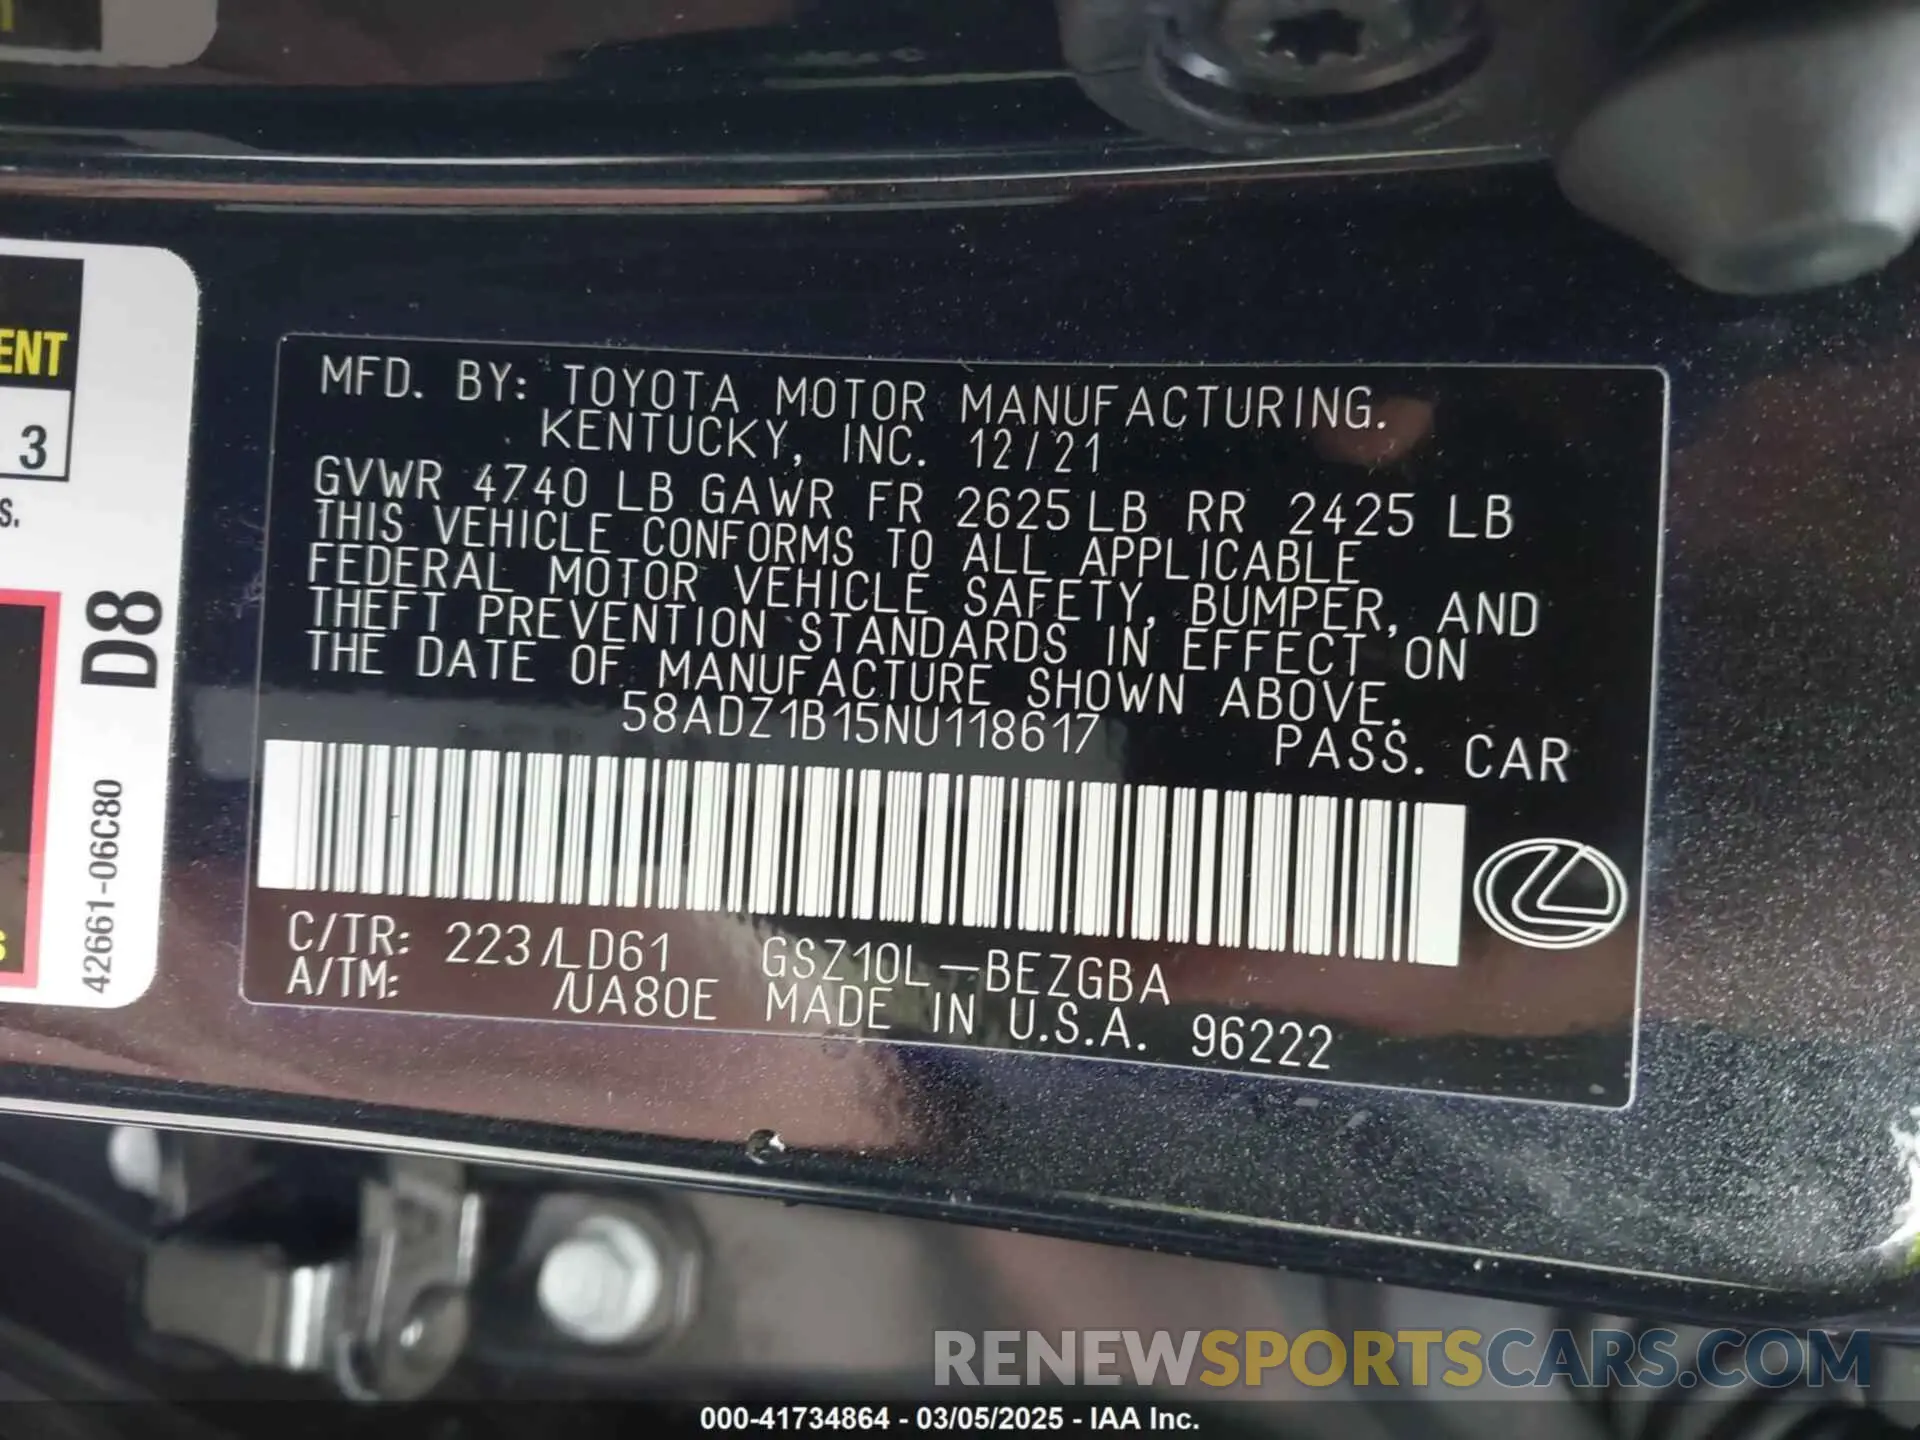 ENT
3
S.
D8
42661-06C80
MFD. BY: TOYOTA MOTOR MANUFACTURING.
KENTUCKY, INC. 12/21
GVWR 4740 LB GAWR FR 2625 LB RR 2425 LB
THIS VEHICLE CONFORMS TO ALL APPLICABLE
FEDERAL MOTOR VEHICLE SAFETY, BUMPER, AND
THEFT PREVENTION STANDARDS IN EFFECT ON
THE DATE OF MANUFACTURE SHOWN ABOVE.
58ADZ1B15NU118617 PASS. CAR
C/TR: 223/LD61 GSZ10L-BEZGBA
A/TM: /UA80E MADE IN U.S.A. 96222
RENEWSPORTSCARS.COM
000-41734864 - 03/05/2025 - IAA Inc.